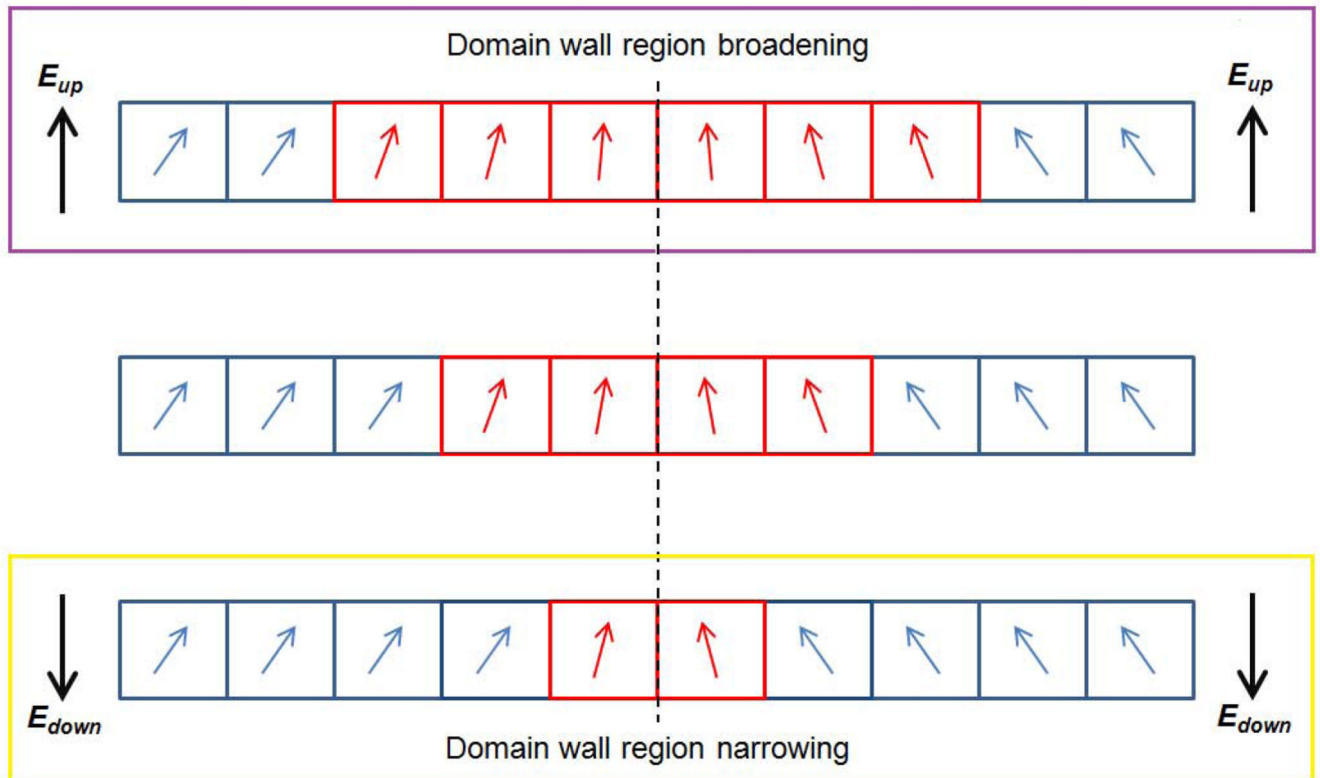 Domain wall region broadening
E_up
E_up
E_down
E_down
Domain wall region narrowing